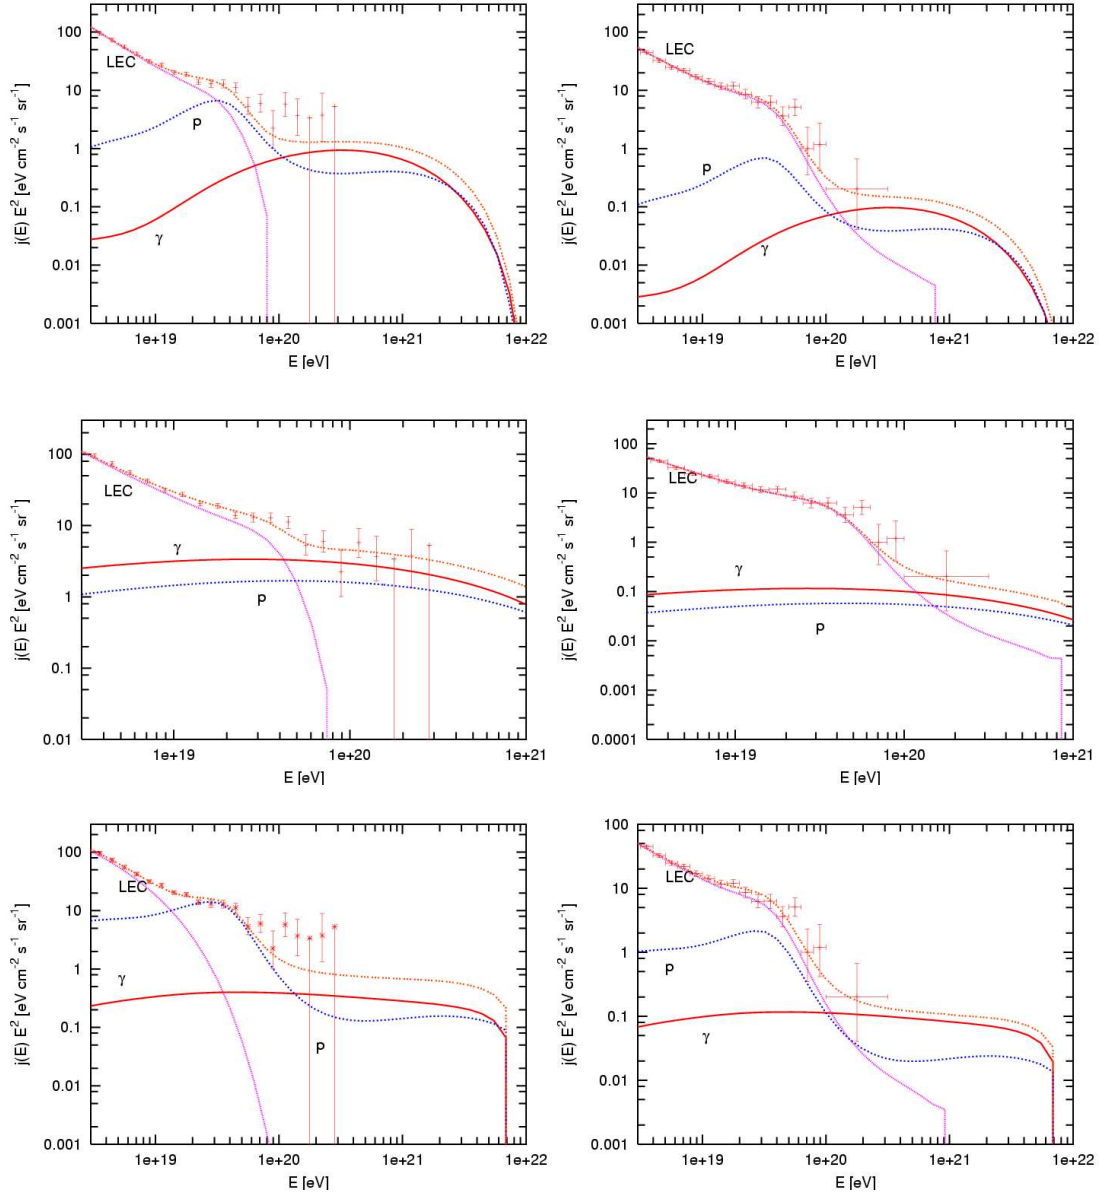 j(E) E² [eV cm⁻² s⁻¹ sr⁻¹]
100
10
1
0.1
0.01
0.001
LEC
p
γ
1e+19 1e+20 1e+21 1e+22
E [eV]
j(E) E² [eV cm⁻² s⁻¹ sr⁻¹]
100
10
1
0.1
0.01
0.001
LEC
p
γ
1e+19 1e+20 1e+21 1e+22
E [eV]
j(E) E² [eV cm⁻² s⁻¹ sr⁻¹]
100
10
1
0.1
0.01
LEC
γ
p
1e+19 1e+20 1e+21
E [eV]
j(E) E² [eV cm⁻² s⁻¹ sr⁻¹]
100
10
1
0.1
0.01
0.001
0.0001
LEC
γ
p
1e+19 1e+20 1e+21
E [eV]
j(E) E² [eV cm⁻² s⁻¹ sr⁻¹]
100
10
1
0.1
0.01
0.001
LEC
γ
p
1e+19 1e+20 1e+21 1e+22
E [eV]
j(E) E² [eV cm⁻² s⁻¹ sr⁻¹]
100
10
1
0.1
0.01
0.001
LEC
p
γ
1e+19 1e+20 1e+21 1e+22
E [eV]